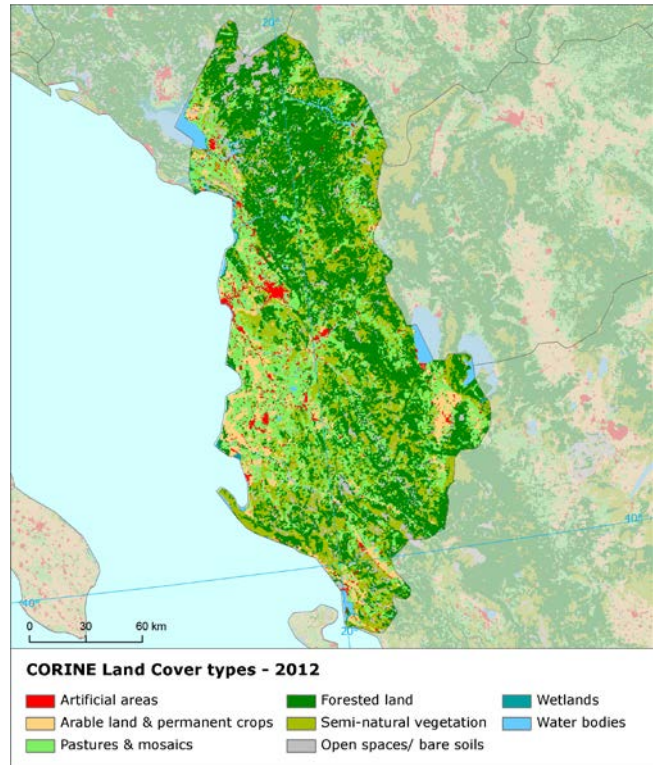 20°
40°
40°
20°
0 30 60 km
CORINE Land Cover types - 2012
Artificial areas
Arable land & permanent crops
Pastures & mosaics
Forested land
Semi-natural vegetation
Open spaces/ bare soils
Wetlands
Water bodies